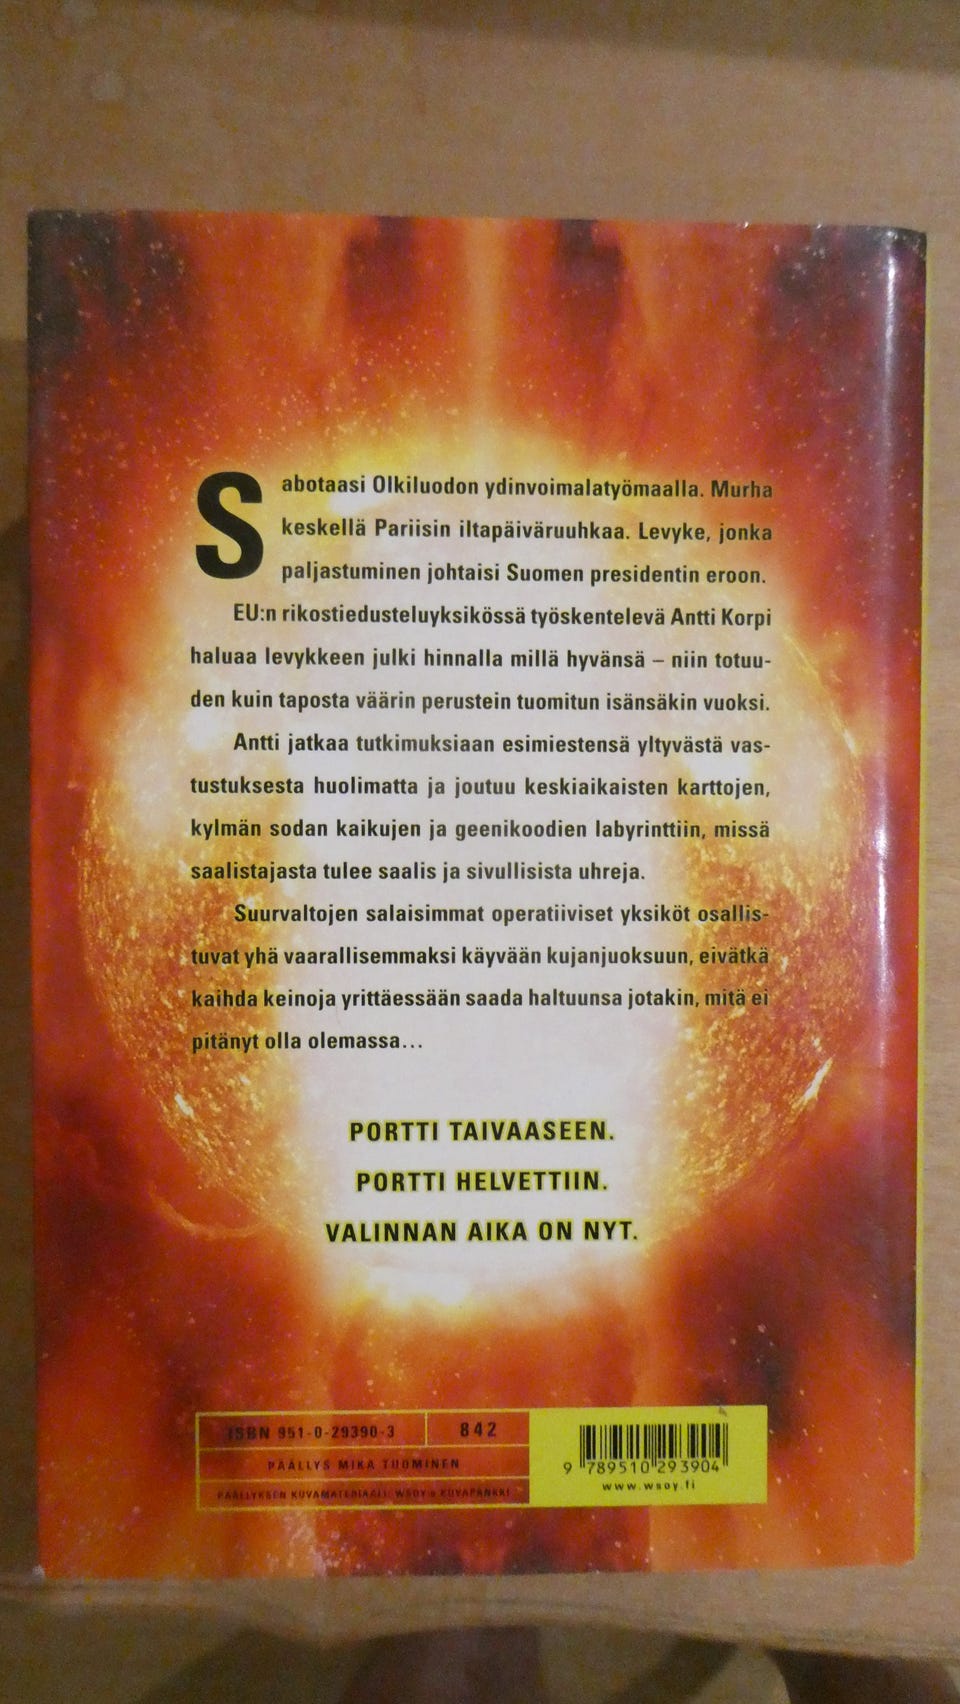 Sabotaasi Olkiluodon ydinvoimalatyömaalla. Murha
keskellä Pariisin iltapäiväruuhkaa. Levyke, jonka
paljastuminen johtaisi Suomen presidentin eroon.
EU:n rikostiedusteluyksikössä työskentelevä Antti Korpi
haluaa levykkeen julki hinnalla millä hyvänsä – niin totuu-
den kuin taposta väärin perustein tuomitun isänsäkin vuoksi.
Antti jatkaa tutkimuksiaan esimiestensä yltyvästä vas-
tustuksesta huolimatta ja joutuu keskiaikaisten karttojen,
kylmän sodan kaikujen ja geenikoodien labyrinttiin, missä
saalistajasta tulee saalis ja sivullisista uhreja.
Suurvaltojen salaisimmat operatiiviset yksiköt osallis-
tuvat yhä vaarallisemmaksi käyvään kujanjuoksuun, eivätkä
kaihda keinoja yrittäessään saada haltuunsa jotakin, mitä ei
pitänyt olla olemassa...
PORTTI TAIVAASEEN.
PORTTI HELVETTIIN.
VALINNAN AIKA ON NYT.
ISBN 951-0-29390-3
842
PÄÄLLYS MIKA TUOMINEN
PÄÄLLYKSEN KUVAMATERIAALI: WSOY:n KUVAPANKKI
9 789510 293904
www.wsoy.fi